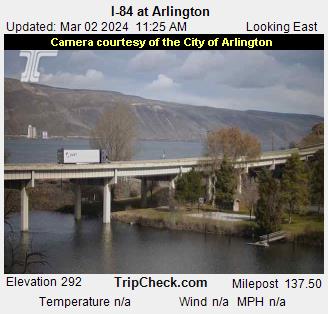 I-84 at Arlington
Updated: Mar 02 2024 11:25 AM Looking East
Camera courtesy of the City of Arlington
Elevation 292 TripCheck.com Milepost 137.50
Temperature n/a Wind n/a MPH n/a